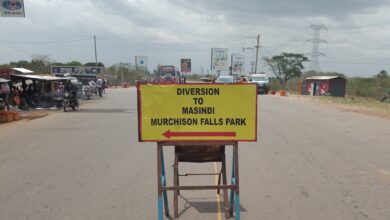 DIVERSION
TO
MASINDI
MURCHISON FALLS PARK